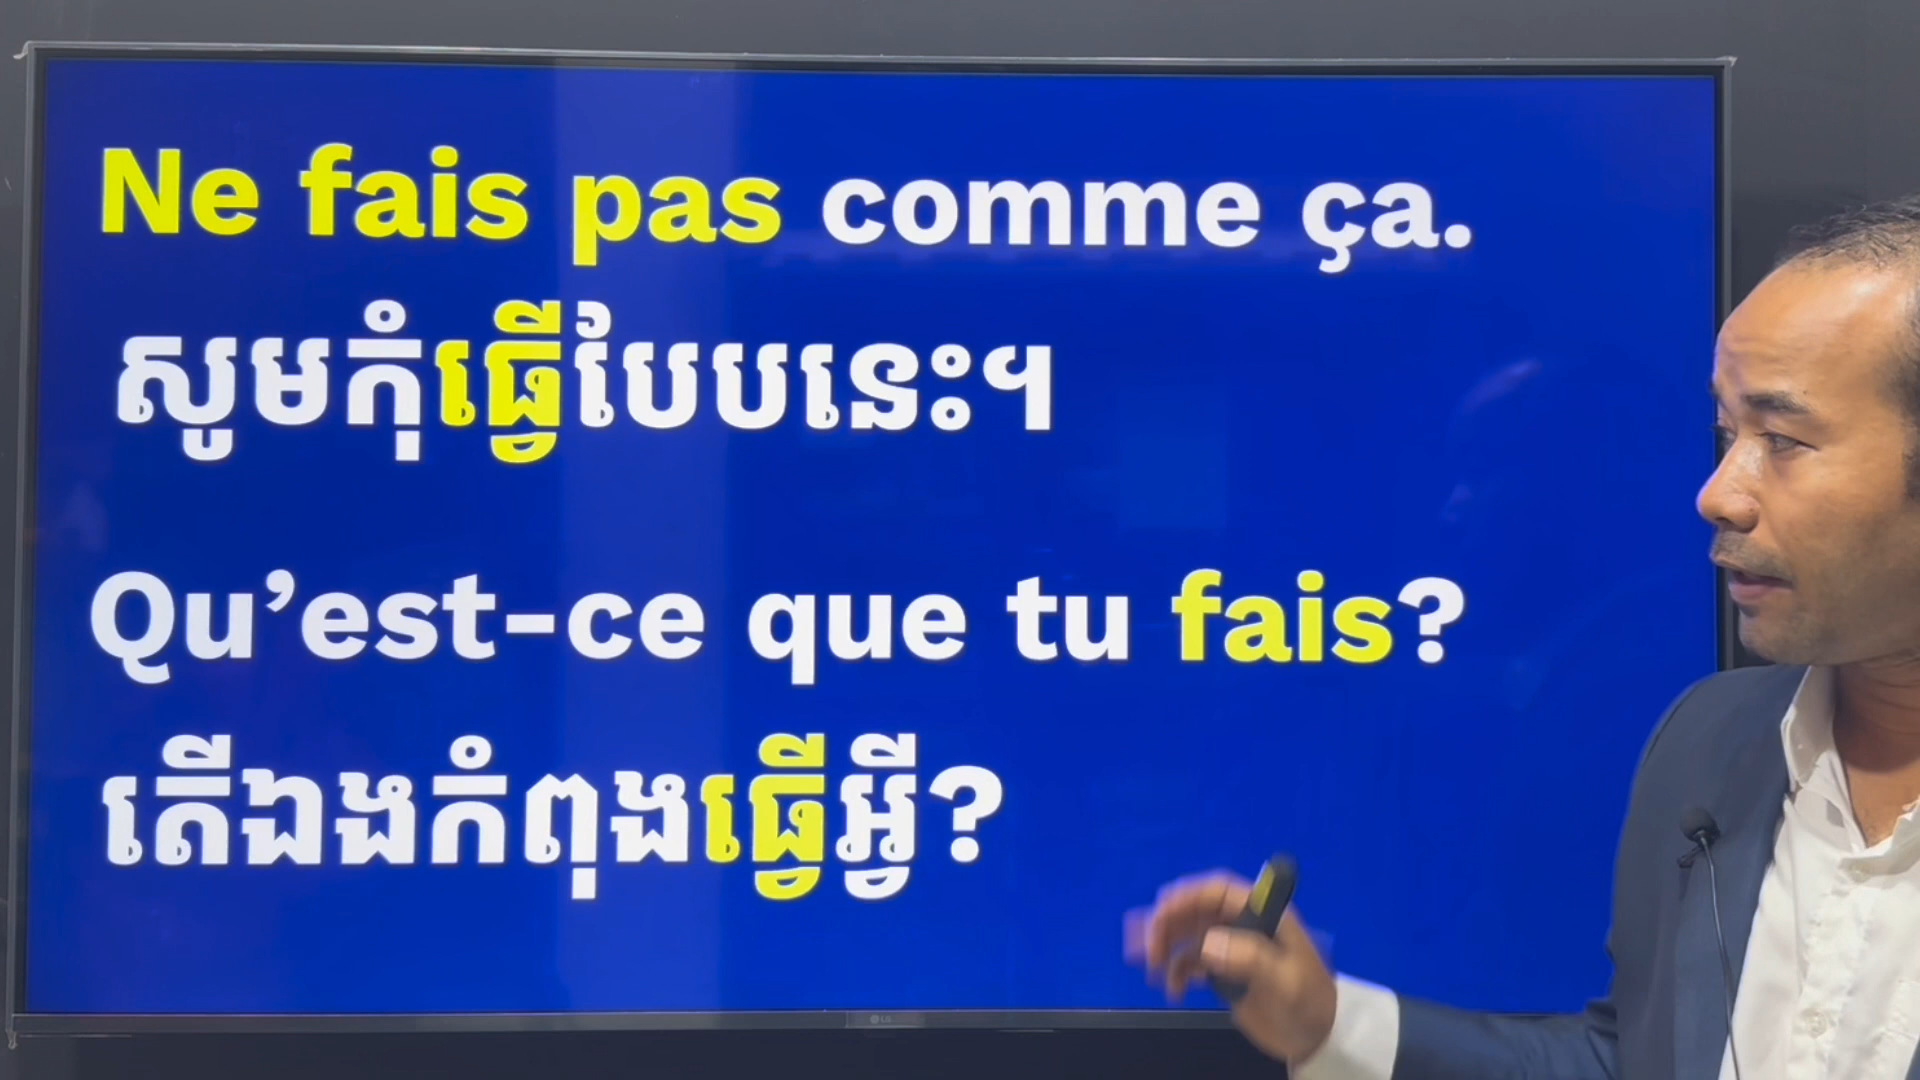 Ne fais pas comme ça.
សូមកុំធ្វើបែបនេះ។
Qu’est-ce que tu fais?
តើឯងកំពុងធ្វើអ្វី?
LG